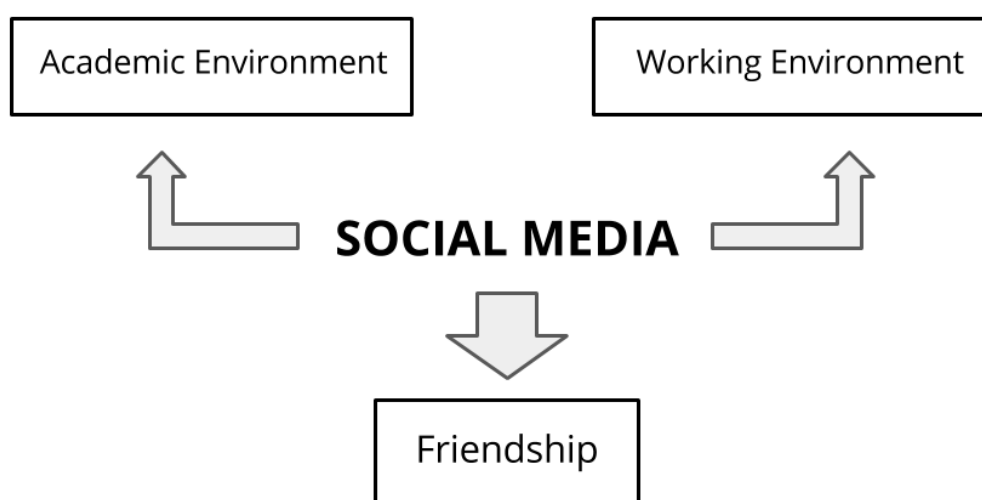 Academic Environment
Working Environment
SOCIAL MEDIA
Friendship